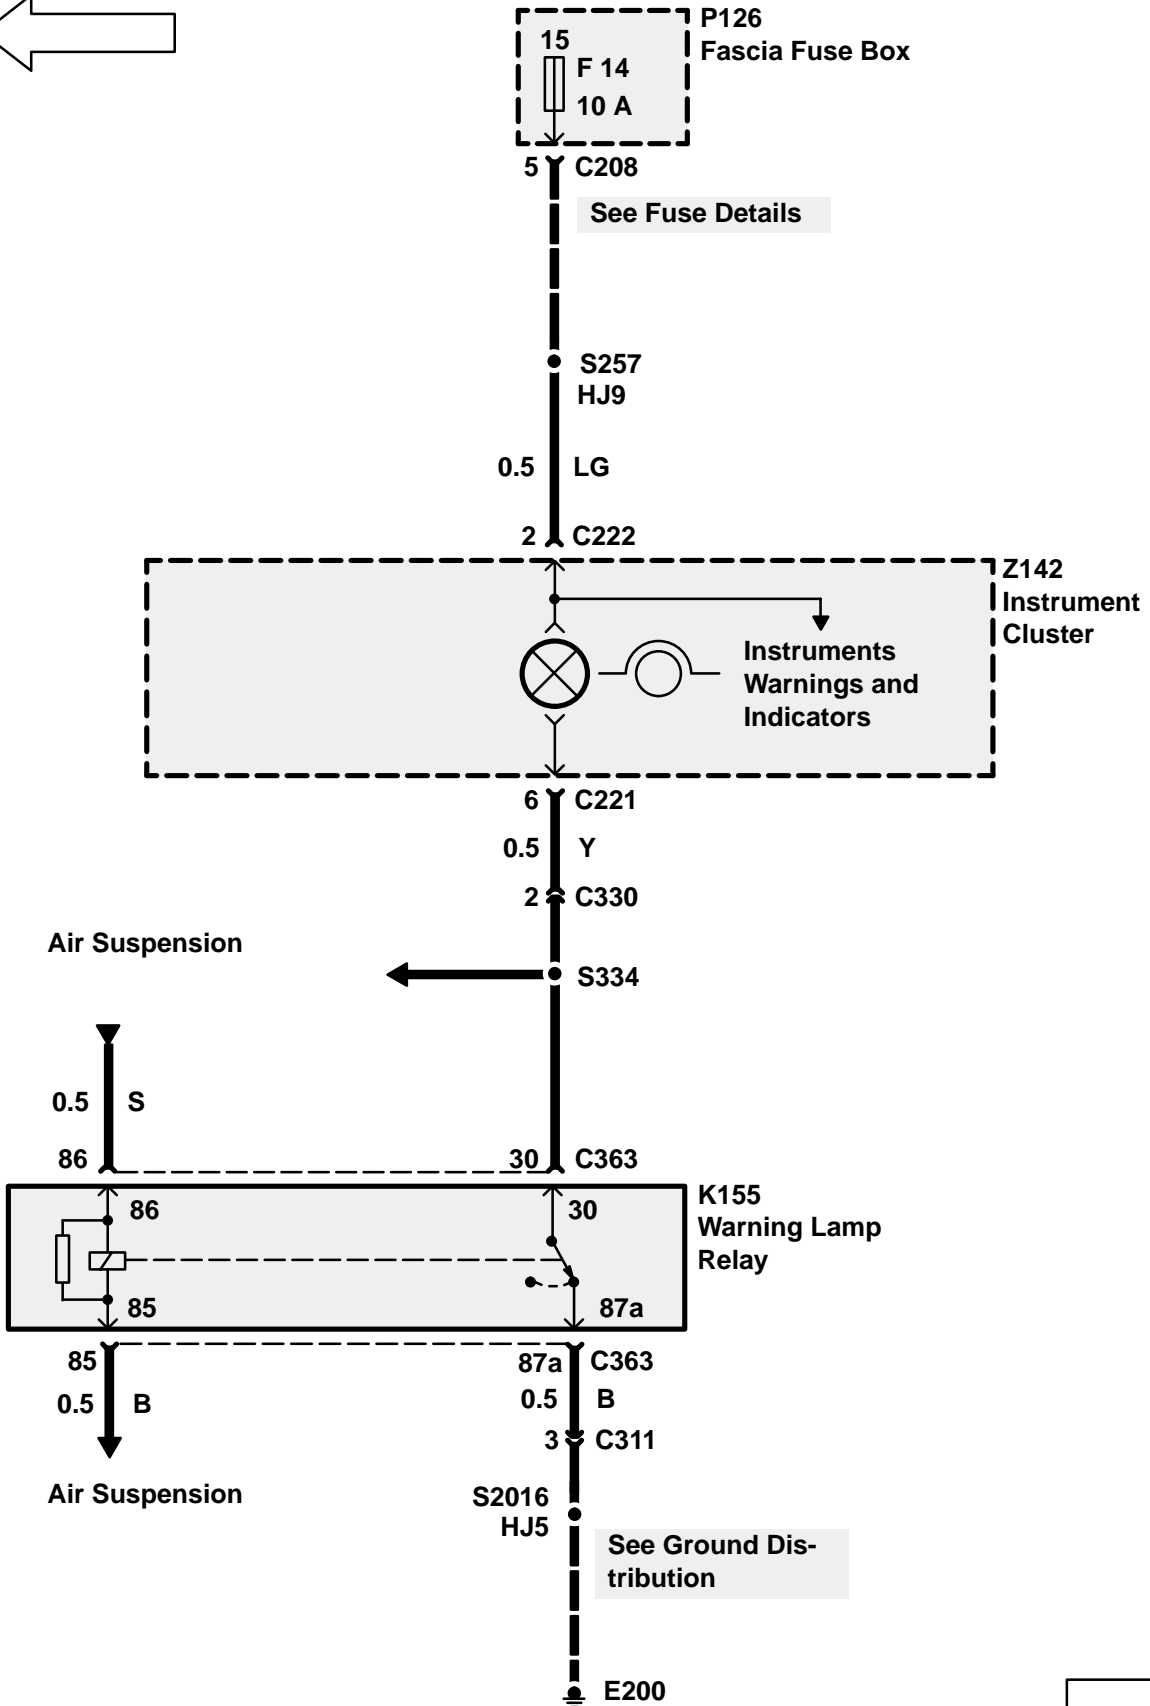 P126
Fascia Fuse Box
15
F 14
10 A
5 C208
See Fuse Details
S257
HJ9
0.5 LG
2 C222
Z142
Instrument
Cluster
Instruments
Warnings and
Indicators
6 C221
0.5 Y
2 C330
Air Suspension
S334
0.5 S
86 30 C363
K155
Warning Lamp
Relay
86 30
85 87a
85 87a C363
0.5 B 0.5 B
3 C311
Air Suspension
S2016
HJ5
See Ground Dis-
tribution
E200